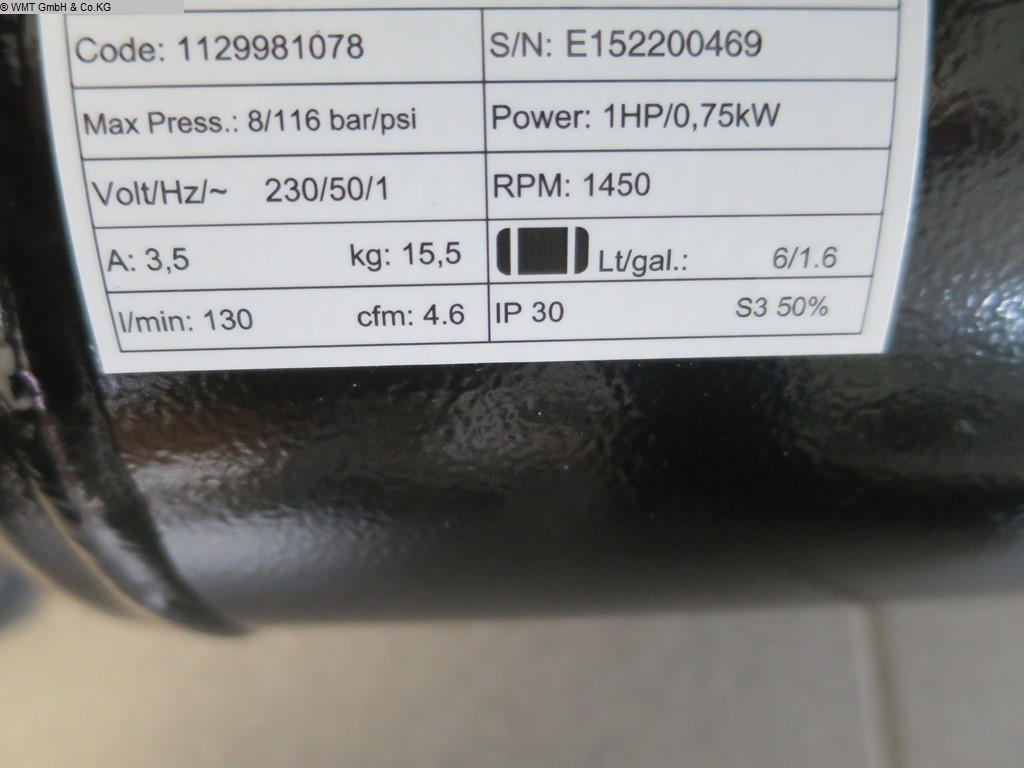 © WMT GmbH & Co.KG
Code: 1129981078 S/N: E152200469
Max Press.: 8/116 bar/psi Power: 1HP/0,75kW
Volt/Hz/~ 230/50/1 RPM: 1450
A: 3,5 kg: 15,5 Lt/gal.: 6/1.6
l/min: 130 cfm: 4.6 IP 30 S3 50%